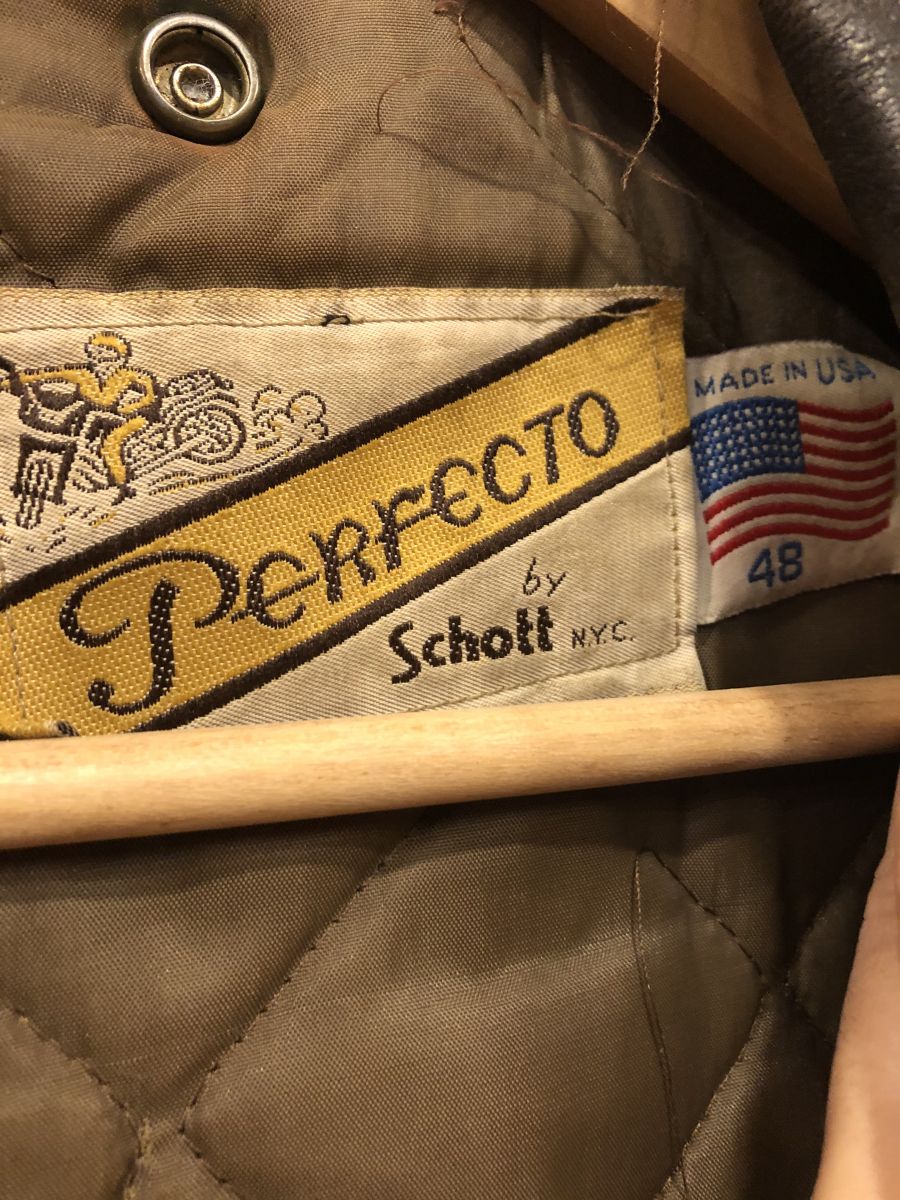 PERFECTO
by
Schott N.Y.C.
MADE IN USA
48